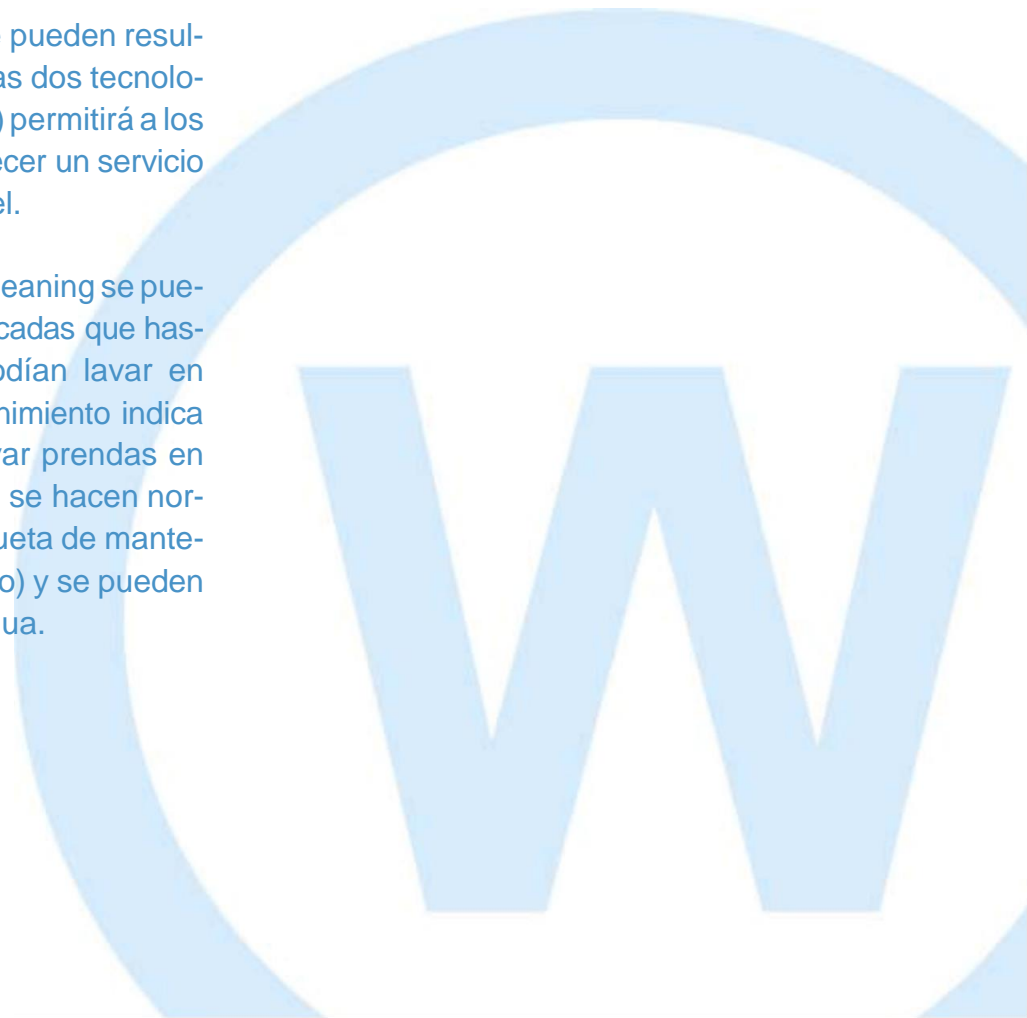 pueden resul-
as dos tecnolo-
) permitirá a los
ecer un servicio
el.
eaning se pue-
cadas que has-
odían lavar en
nimiento indica
var prendas en
se hacen nor-
ueta de mante-
o) y se pueden
ua.
W